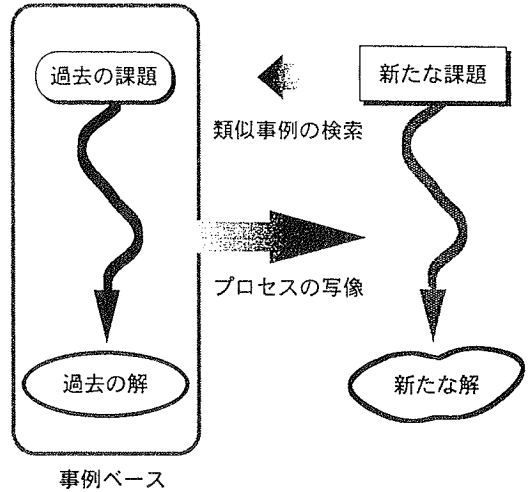 過去の課題
新たな課題
類似事例の検索
プロセスの写像
過去の解
新たな解
事例ベース